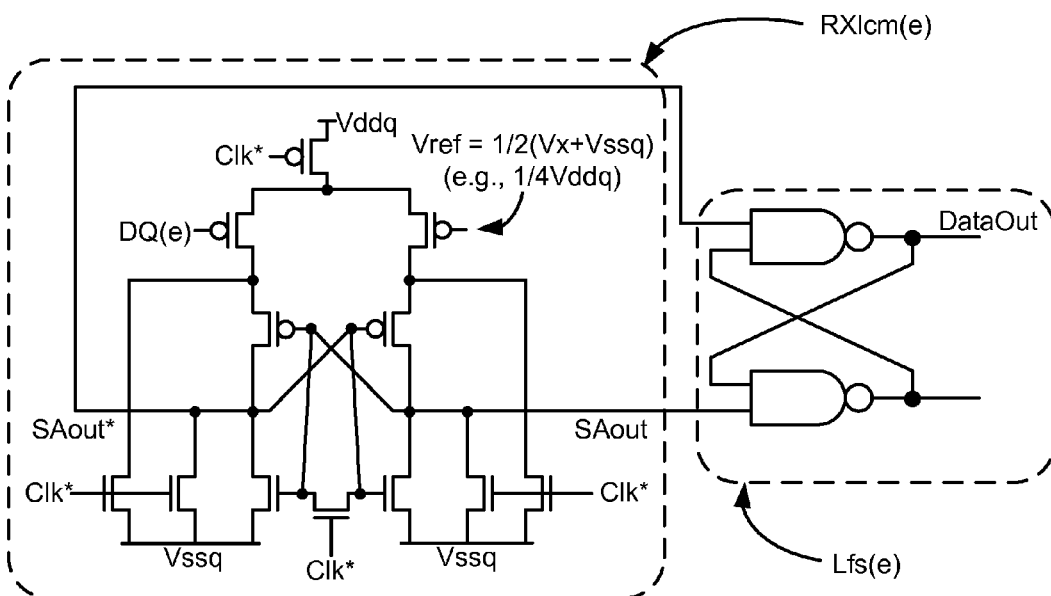 RXlcm(e)
Vddq
Clk*
Vref = 1/2(Vx+Vssq)
(e.g., 1/4Vddq)
DQ(e)
DataOut
SAout*
SAout
Clk*
Clk*
Vssq
Vssq
Clk*
Lfs(e)